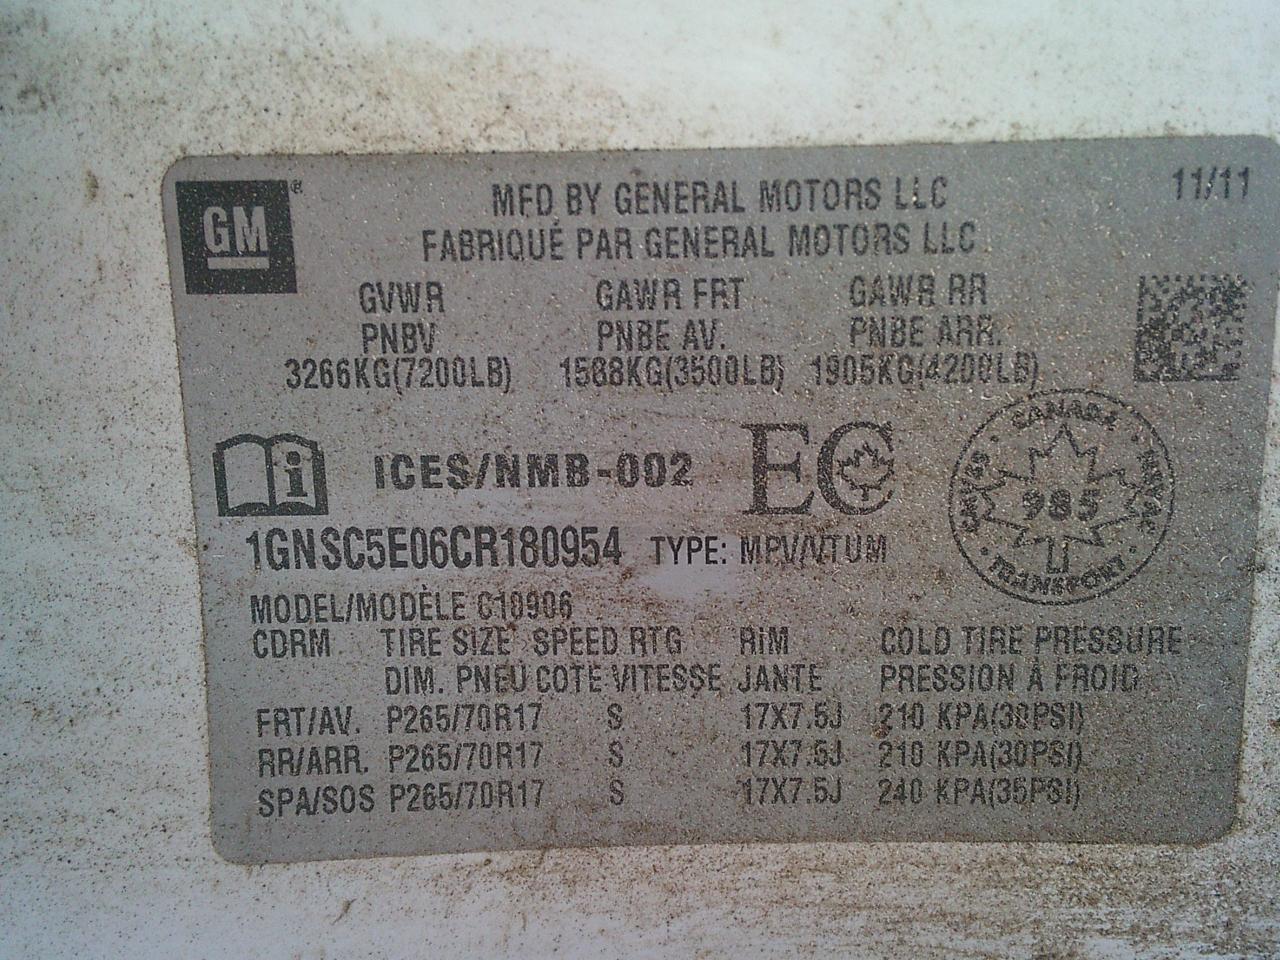 GM®
MFD BY GENERAL MOTORS LLC 11/11
FABRIQUÉ PAR GENERAL MOTORS LLC
GVWR GAWR FRT GAWR RR
PNBV PNBE AV. PNBE ARR.
3266KG(7200LB) 1588KG(3500LB) 1905KG(4200LB)
i ICES/NMB-002 EC
CANADA
985
TRANSPORT
1GNSC5E06CR180954 TYPE: MPV/VTUM
MODEL/MODÈLE C10906
CDRM TIRE SIZE SPEED RTG RIM COLD TIRE PRESSURE
DIM. PNEU COTE VITESSE JANTE PRESSION À FROID
FRT/AV. P265/70R17 S 17X7.5J 210 KPA(30PSI)
RR/ARR. P265/70R17 S 17X7.5J 210 KPA(30PSI)
SPA/SOS P265/70R17 S 17X7.5J 240 KPA(35PSI)